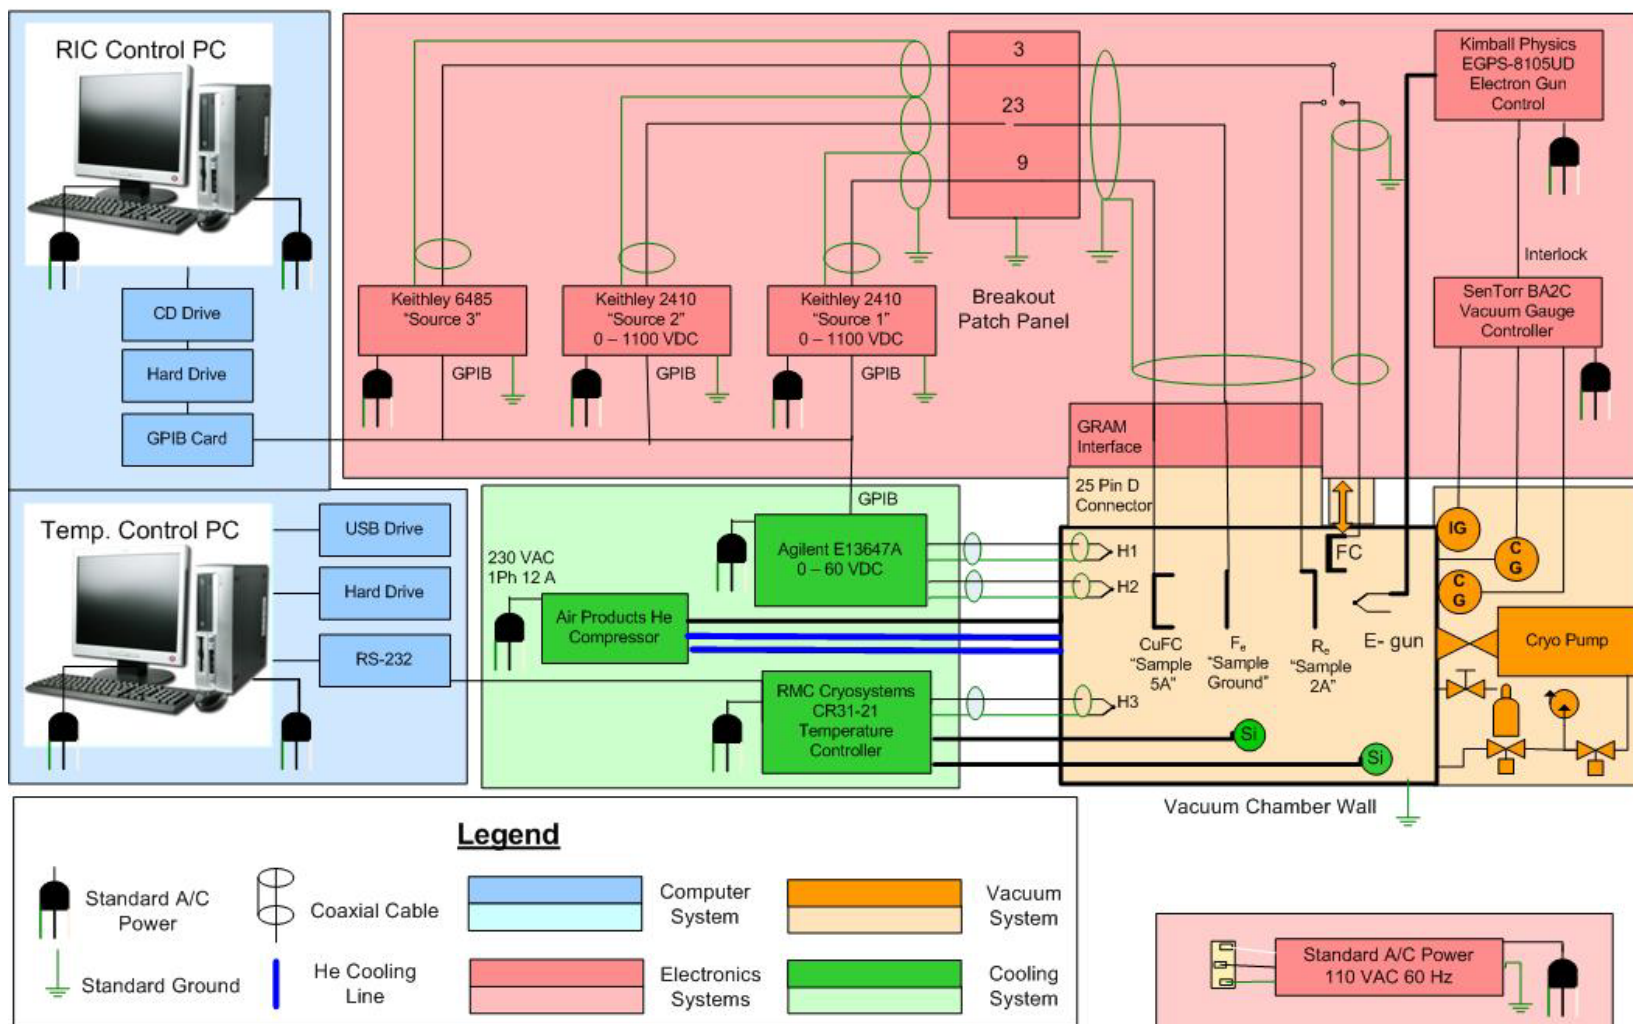 RIC Control PC
CD Drive
Hard Drive
GPIB Card
Temp. Control PC
USB Drive
Hard Drive
RS-232
Keithley 6485
“Source 3”
GPIB
Keithley 2410
“Source 2”
0 – 1100 VDC
GPIB
Keithley 2410
“Source 1”
0 – 1100 VDC
GPIB
3
23
9
Breakout
Patch Panel
Kimball Physics
EGPS-8105UD
Electron Gun
Control
Interlock
SenTorr BA2C
Vacuum Gauge
Controller
GRAM
Interface
25 Pin D
Connector
GPIB
Agilent E13647A
0 – 60 VDC
230 VAC
1Ph 12 A
Air Products He
Compressor
RMC Cryosystems
CR31-21
Temperature
Controller
H1
H2
H3
CuFC
“Sample
5A”
Fe
“Sample
Ground”
Re
“Sample
2A”
FC
E- gun
Si
Si
IG
C
G
C
G
Cryo Pump
Vacuum Chamber Wall
Legend
Standard A/C
Power
Coaxial Cable
Computer
System
Vacuum
System
Standard Ground
He Cooling
Line
Electronics
Systems
Cooling
System
Standard A/C Power
110 VAC 60 Hz